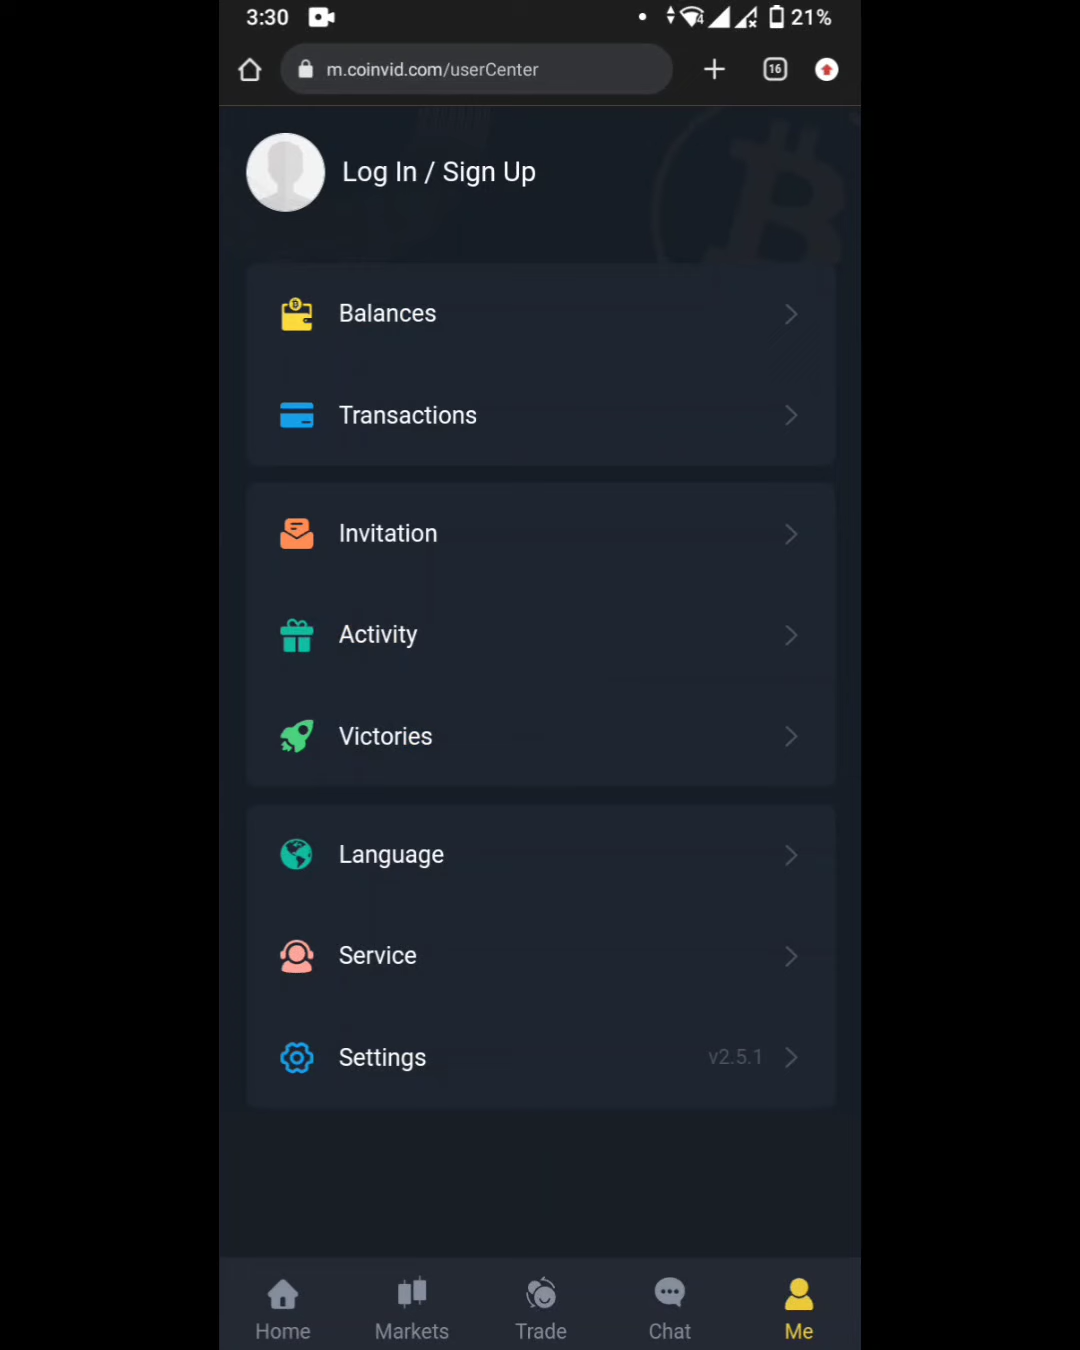 3:30
21%
m.coinvid.com/userCenter
16
Log In / Sign Up
Balances
Transactions
Invitation
Activity
Victories
Language
Service
Settings v2.5.1
Home Markets Trade Chat Me